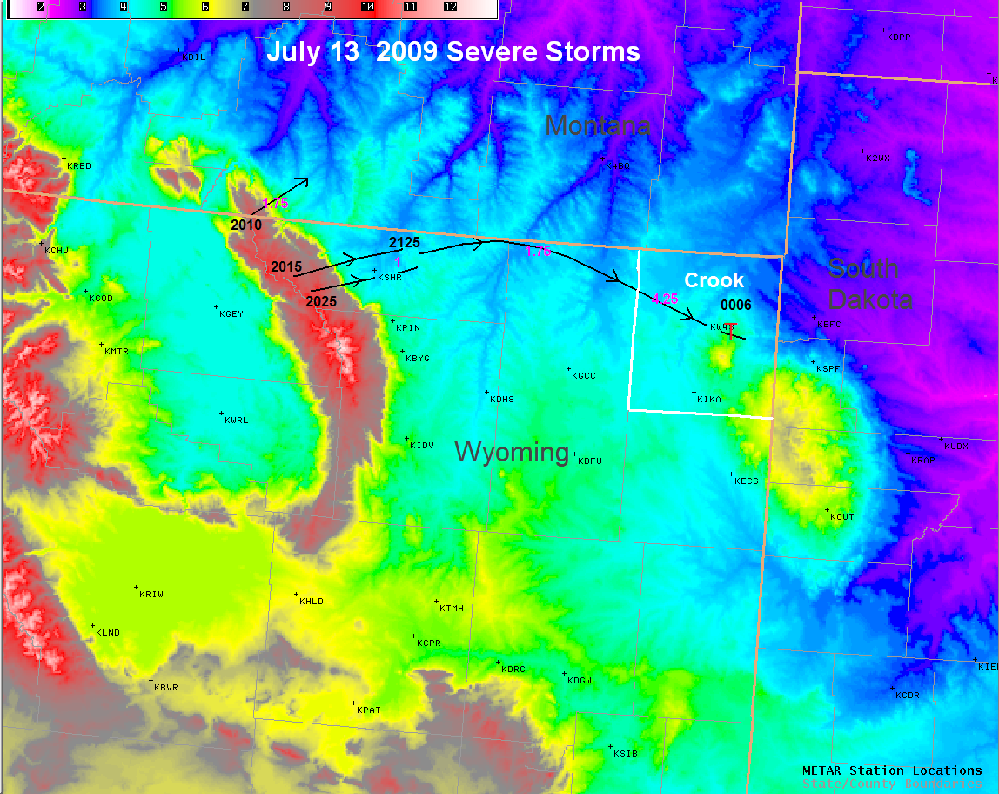 2 3 4 5 6 7 8 9 10 11 12
July 13 2009 Severe Storms
KBPP
KBIL
Montana
K2WX
KRED
1.75
2010
2125
KCHJ
1.75
2015
1
KSHR
South
Dakota
Crook
KCOD
2025
4.25
0006
KGEY
KPIN
KW43
T
KEFC
KMTR
KBYG
KSPF
KGCC
KDHS
KIKA
KWRL
KIDV
Wyoming
KBFU
KUDX
KRAP
KECS
KCUT
KRIW
KHLD
KTMH
KLND
KCPR
KDRC
KIEN
KBVR
KDGW
KCDR
KPAT
KSIB
METAR Station Locations
State/County Boundaries